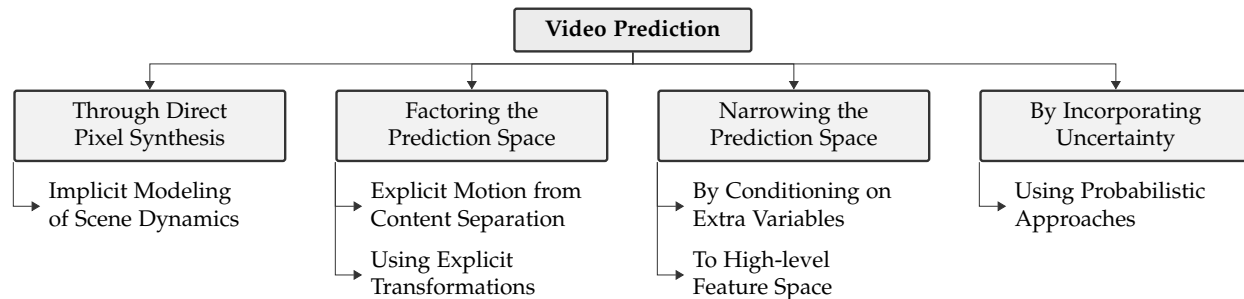 Video Prediction
Through Direct
Pixel Synthesis
Implicit Modeling
of Scene Dynamics
Factoring the
Prediction Space
Explicit Motion from
Content Separation
Using Explicit
Transformations
Narrowing the
Prediction Space
By Conditioning on
Extra Variables
To High-level
Feature Space
By Incorporating
Uncertainty
Using Probabilistic
Approaches